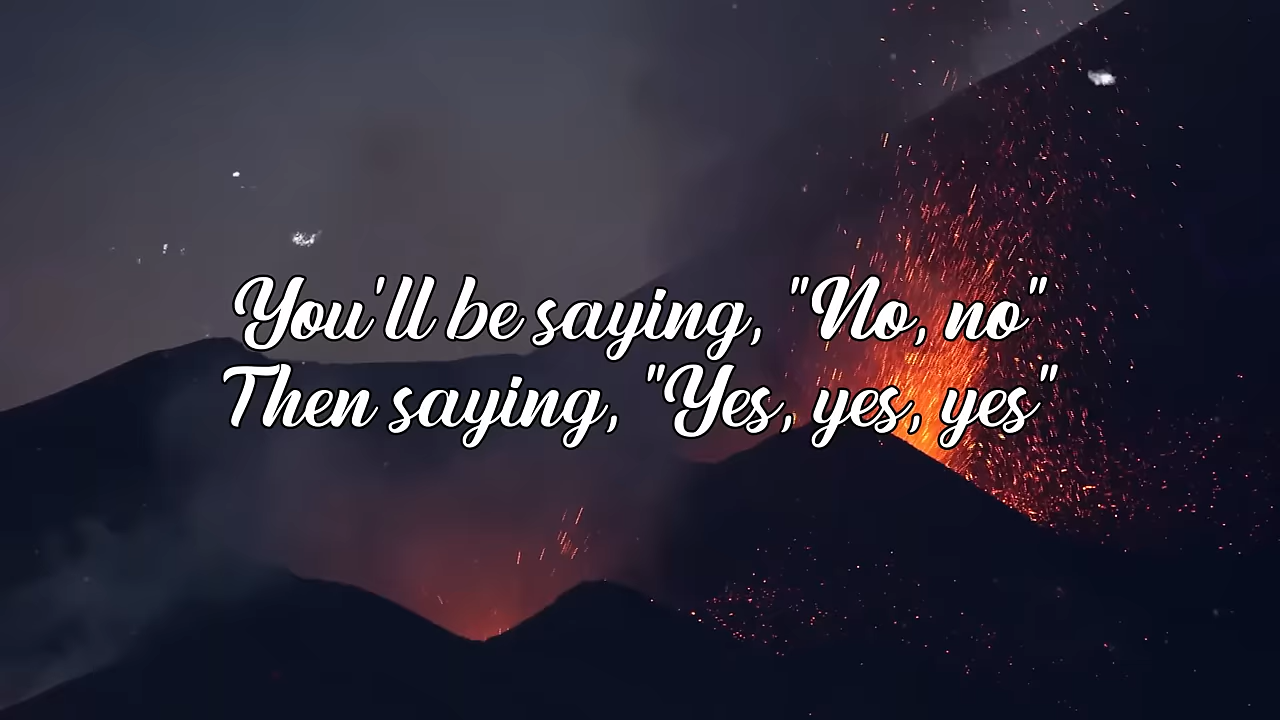 You'll be saying, "No, no"
Then saying, "Yes, yes, yes"